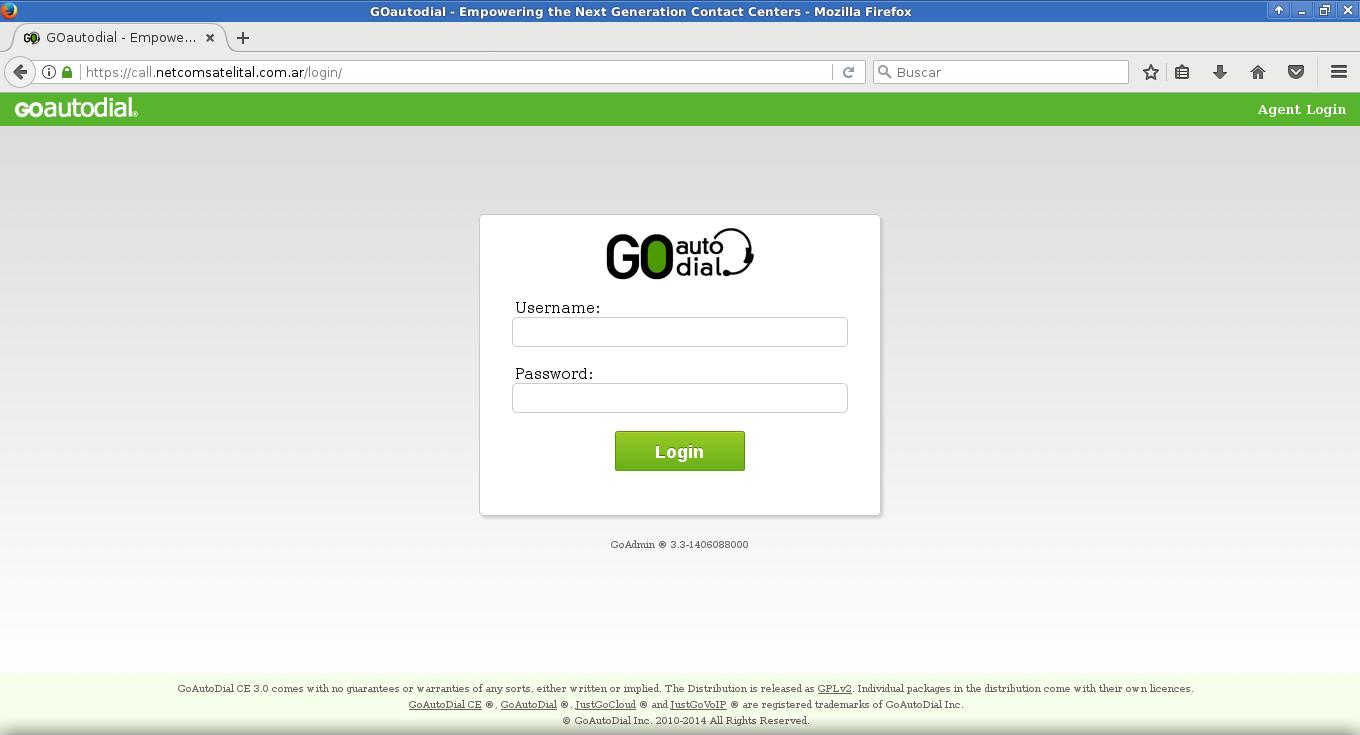 GOautodial - Empowering the Next Generation Contact Centers - Mozilla Firefox
GOautodial - Empowe...
https://call.netcomsatelital.com.ar/login/
Buscar
GOautodial®
Agent Login
GO auto dial
Username:
Password:
Login
GoAdmin ® 3.3-1406088000
GoAutoDial CE 3.0 comes with no guarantees or warranties of any sorts, either written or implied. The Distribution is released as GPLv2. Individual packages in the distribution come with their own licences.
GoAutoDial CE ®, GoAutoDial ®, JustGoCloud ® and JustGoVoIP ® are registered trademarks of GoAutoDial Inc.
© GoAutoDial Inc. 2010-2014 All Rights Reserved.